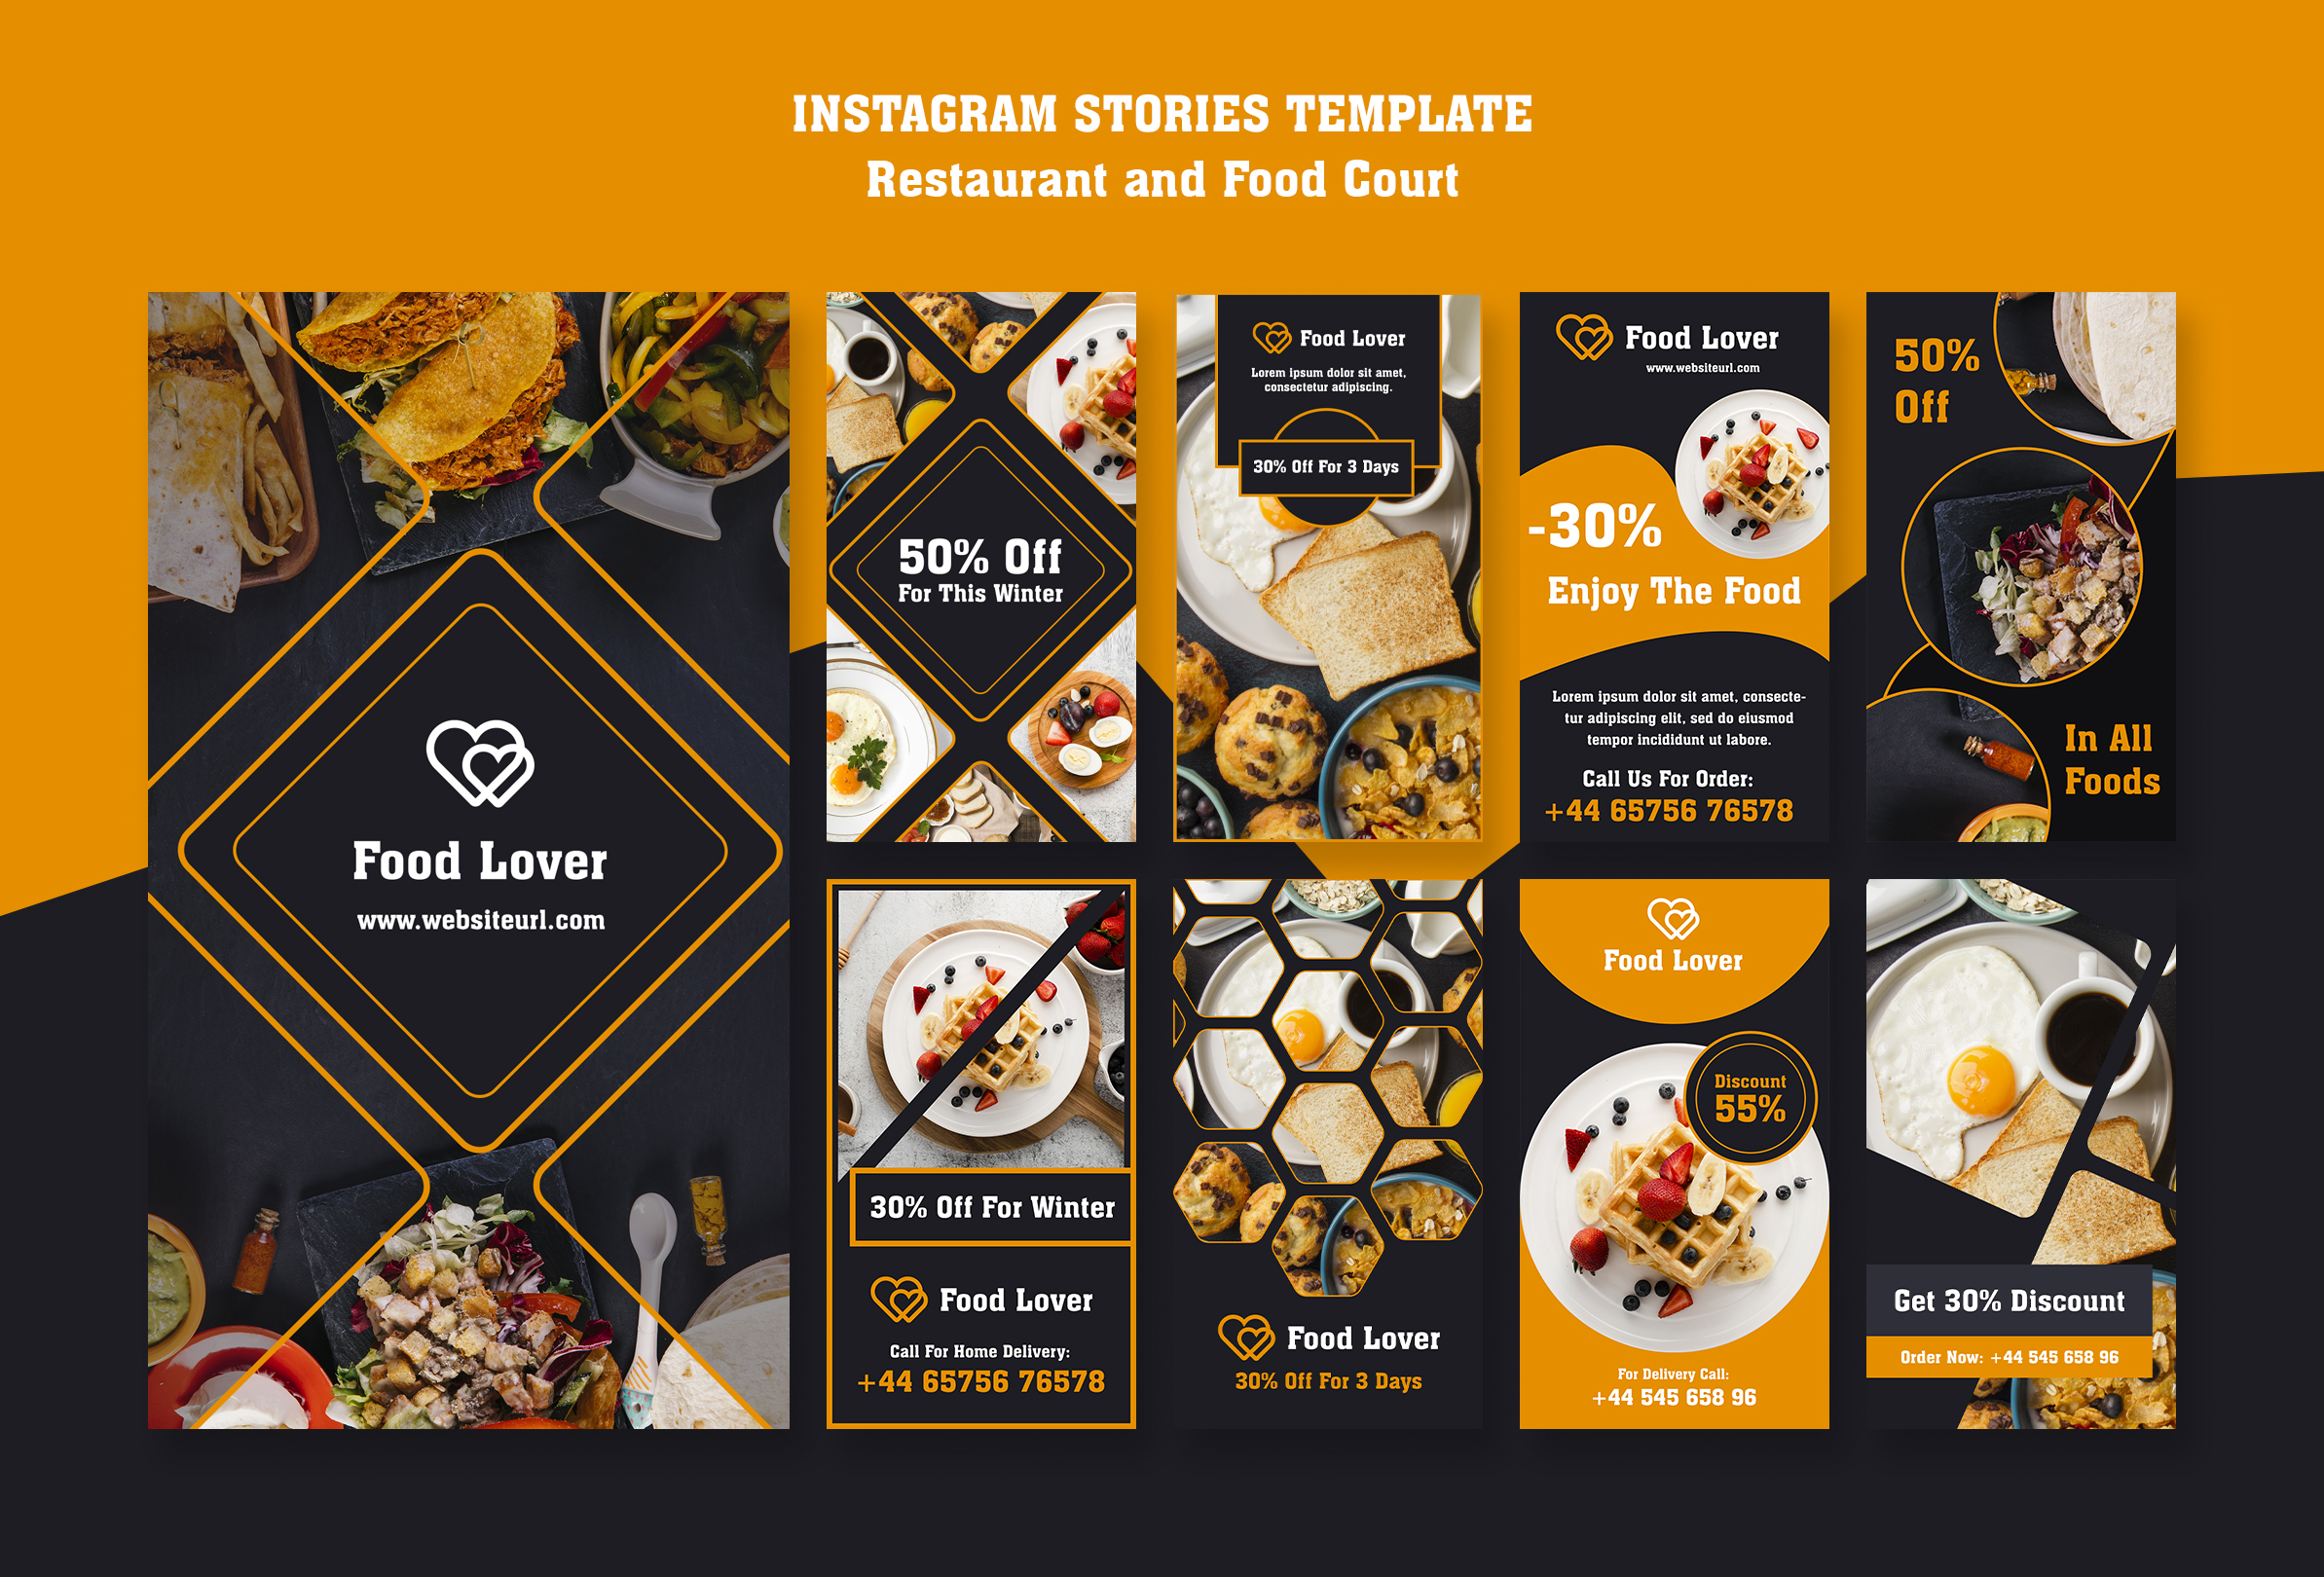 INSTAGRAM STORIES TEMPLATE
Restaurant and Food Court
Food Lover
www.websiteurl.com
50% Off
For This Winter
Food Lover
Lorem ipsum dolor sit amet,
consectetur adipiscing.
30% Off For 3 Days
Food Lover
www.websiteurl.com
-30%
Enjoy The Food
Lorem ipsum dolor sit amet, consecte-
tur adipiscing elit, sed do eiusmod
tempor incididunt ut labore.
Call Us For Order:
+44 65756 76578
50%
Off
In All
Foods
30% Off For Winter
Food Lover
Call For Home Delivery:
+44 65756 76578
Food Lover
30% Off For 3 Days
Food Lover
Discount
55%
For Delivery Call:
+44 545 658 96
Get 30% Discount
Order Now: +44 545 658 96